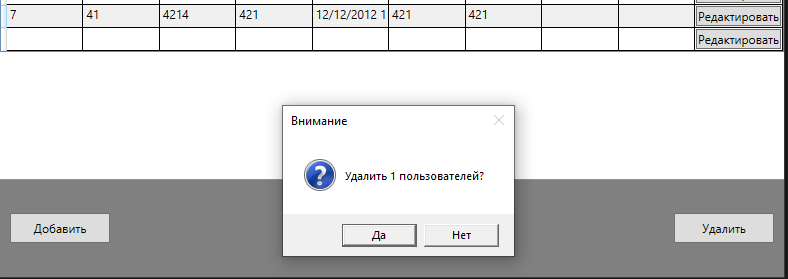 7 41 4214 421 12/12/2012 1 421 421 Редактировать
Редактировать
Внимание
Удалить 1 пользователей?
Да Нет
Добавить Удалить